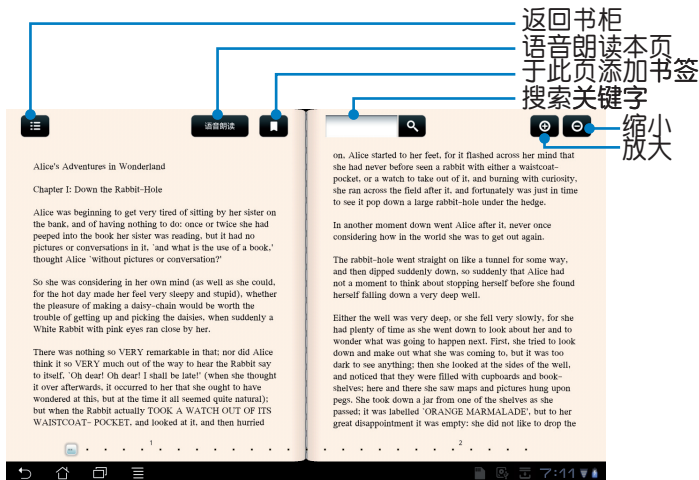 返回书柜
语音朗读本页
于此页添加书签
搜索关键字
缩小
放大
语音朗读
Alice's Adventures in Wonderland
Chapter I: Down the Rabbit-Hole
Alice was beginning to get very tired of sitting by her sister on
the bank, and of having nothing to do: once or twice she had
peeped into the book her sister was reading, but it had no
pictures or conversations in it, `and what is the use of a book,'
thought Alice `without pictures or conversation?'
So she was considering in her own mind (as well as she could,
for the hot day made her feel very sleepy and stupid), whether
the pleasure of making a daisy-chain would be worth the
trouble of getting up and picking the daisies, when suddenly a
White Rabbit with pink eyes ran close by her.
There was nothing so VERY remarkable in that; nor did Alice
think it so VERY much out of the way to hear the Rabbit say
to itself, `Oh dear! Oh dear! I shall be late!' (when she thought
it over afterwards, it occurred to her that she ought to have
wondered at this, but at the time it all seemed quite natural);
but when the Rabbit actually TOOK A WATCH OUT OF ITS
WAISTCOAT- POCKET, and looked at it, and then hurried
1
on, Alice started to her feet, for it flashed across her mind that
she had never before seen a rabbit with either a waistcoat-
pocket, or a watch to take out of it, and burning with curiosity,
she ran across the field after it, and fortunately was just in time
to see it pop down a large rabbit-hole under the hedge.
In another moment down went Alice after it, never once
considering how in the world she was to get out again.
The rabbit-hole went straight on like a tunnel for some way,
and then dipped suddenly down, so suddenly that Alice had
not a moment to think about stopping herself before she found
herself falling down a very deep well.
Either the well was very deep, or she fell very slowly, for she
had plenty of time as she went down to look about her and to
wonder what was going to happen next. First, she tried to look
down and make out what she was coming to, but it was too
dark to see anything; then she looked at the sides of the well,
and noticed that they were filled with cupboards and book-
shelves; here and there she saw maps and pictures hung upon
pegs. She took down a jar from one of the shelves as she
passed; it was labelled `ORANGE MARMALADE', but to her
great disappointment it was empty: she did not like to drop the
2
7:11